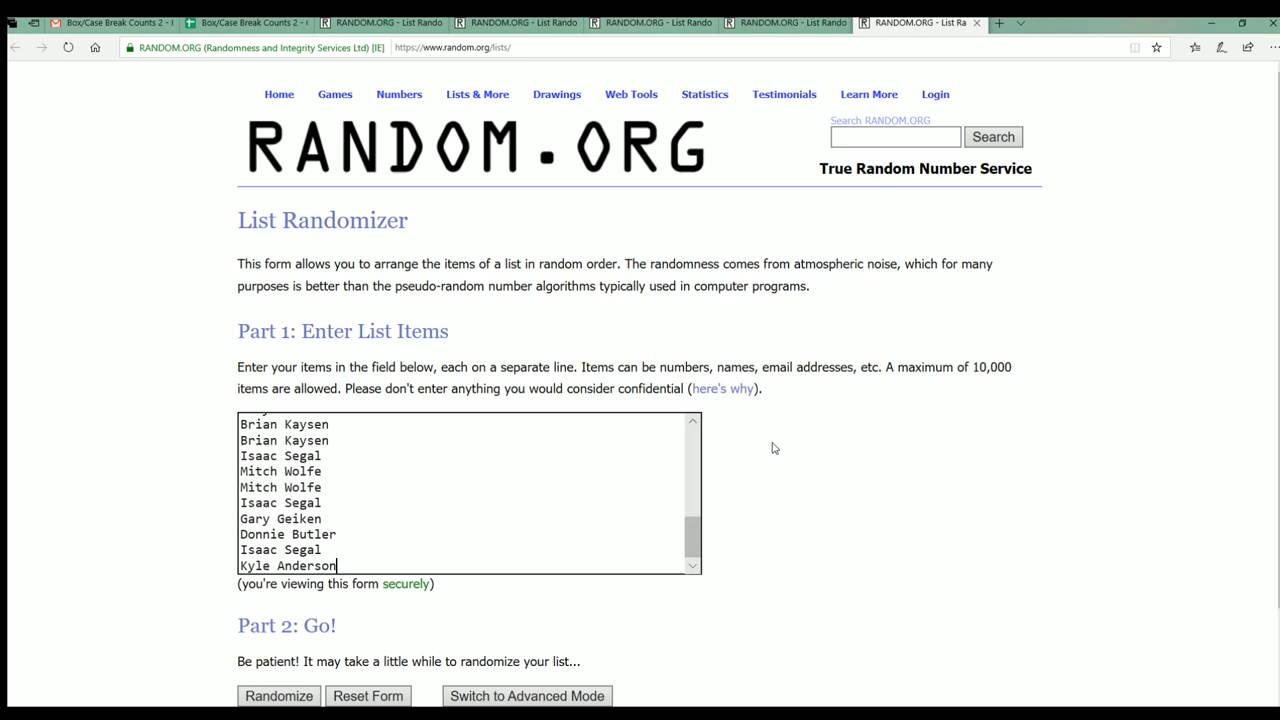 Box/Case Break Counts 2 - Box/Case Break Counts 2 - RANDOM.ORG - List Rando RANDOM.ORG - List Rando RANDOM.ORG - List Rando RANDOM.ORG - List Rando RANDOM.ORG - List Ra
RANDOM.ORG (Randomness and Integrity Services Ltd) [IE] https://www.random.org/lists/
Home Games Numbers Lists & More Drawings Web Tools Statistics Testimonials Learn More Login
Search RANDOM.ORG
RANDOM.ORG
Search
True Random Number Service
List Randomizer
This form allows you to arrange the items of a list in random order. The randomness comes from atmospheric noise, which for many
purposes is better than the pseudo-random number algorithms typically used in computer programs.
Part 1: Enter List Items
Enter your items in the field below, each on a separate line. Items can be numbers, names, email addresses, etc. A maximum of 10,000
items are allowed. Please don't enter anything you would consider confidential (here's why).
Brian Kaysen
Brian Kaysen
Isaac Segal
Mitch Wolfe
Mitch Wolfe
Isaac Segal
Gary Geiken
Donnie Butler
Isaac Segal
Kyle Anderson
(you're viewing this form securely)
Part 2: Go!
Be patient! It may take a little while to randomize your list...
Randomize Reset Form Switch to Advanced Mode